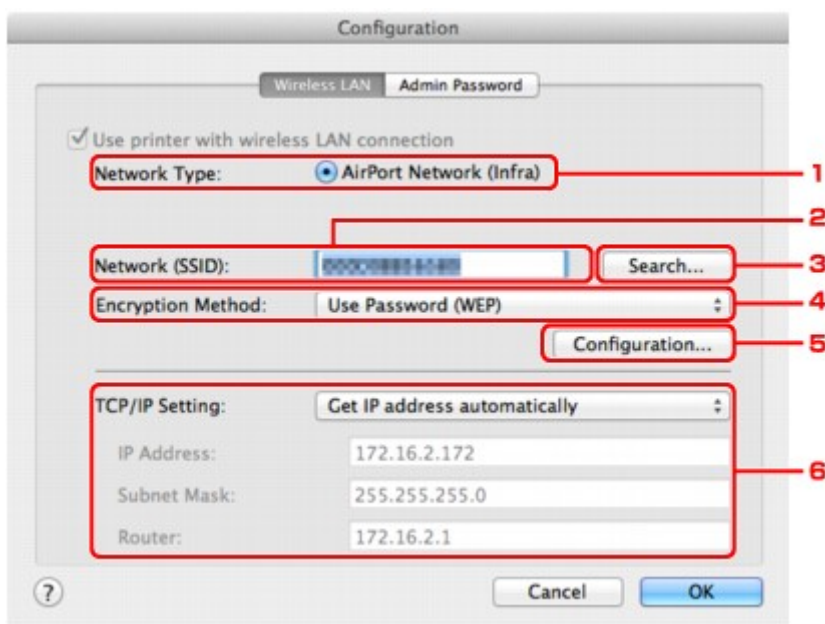 Configuration
Wireless LAN Admin Password
Use printer with wireless LAN connection
Network Type: AirPort Network (Infra) 1
2
Network (SSID): Search... 3
Encryption Method: Use Password (WEP) 4
Configuration... 5
TCP/IP Setting: Get IP address automatically
IP Address: 172.16.2.172
6
Subnet Mask: 255.255.255.0
Router: 172.16.2.1
? Cancel OK